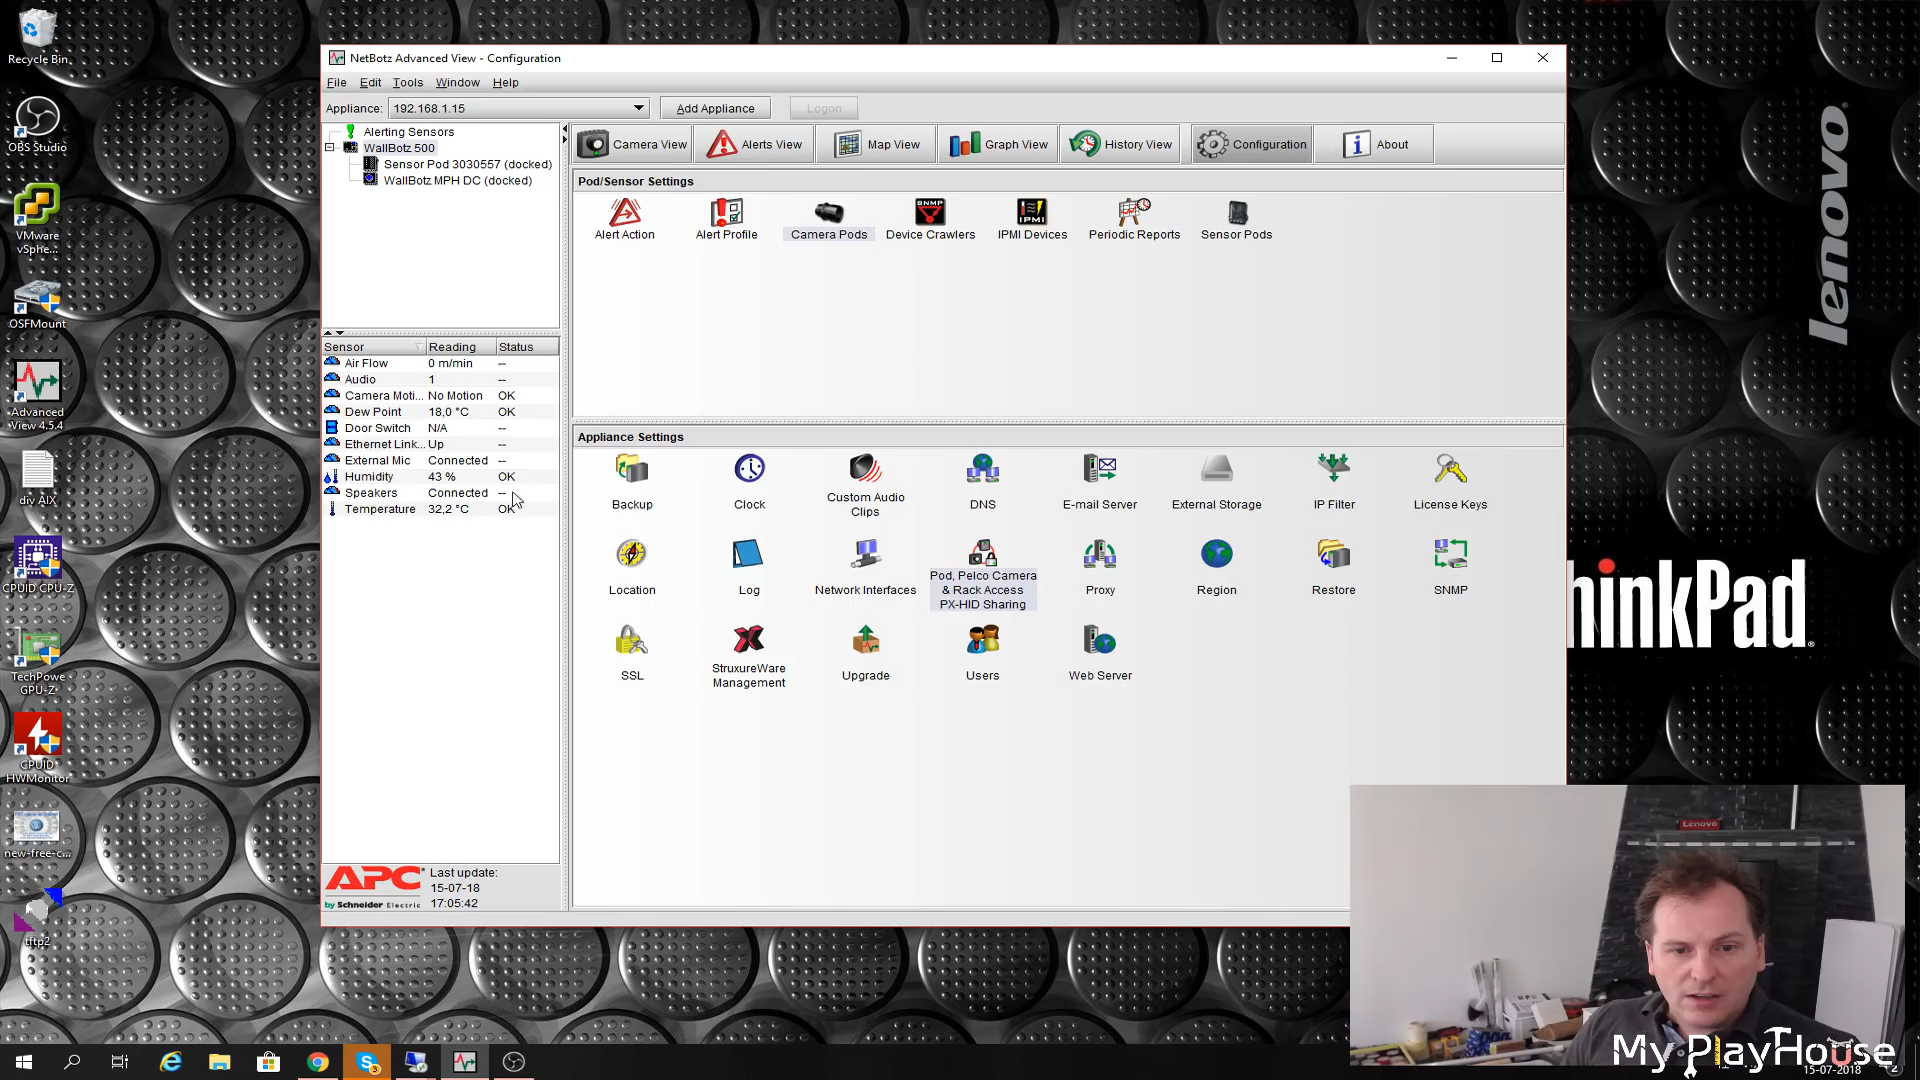 Recycle Bin
OBS Studio
VMware
vSphe...
OSFMount
Advanced
View 4.5.4
div AIX
CPUID CPU-Z
TechPowe
GPU-Z
CPUID
HWMonitor
new-free-c...
tftp2
NetBotz Advanced View - Configuration
File Edit Tools Window Help
Appliance: 192.168.1.15 Add Appliance Logon
Alerting Sensors
WallBotz 500
Sensor Pod 3030557 (docked)
WallBotz MPH DC (docked)
Camera View Alerts View Map View Graph View History View Configuration About
Pod/Sensor Settings
SNMP IPMI
Alert Action Alert Profile Camera Pods Device Crawlers IPMI Devices Periodic Reports Sensor Pods
Sensor Reading Status
Air Flow 0 m/min --
Audio 1 --
Camera Moti... No Motion OK
Dew Point 18,0 °C OK
Door Switch N/A --
Ethernet Link... Up --
External Mic Connected --
Humidity 43 % OK
Speakers Connected --
Temperature 32,2 °C OK
Appliance Settings
Backup Clock Custom Audio Clips DNS E-mail Server External Storage IP Filter License Keys
Location Log Network Interfaces Pod, Pelco Camera & Rack Access PX-HID Sharing Proxy Region Restore SNMP
SSL StruxureWare Management Upgrade Users Web Server
APC
by Schneider Electric
Last update:
15-07-18
17:05:42
lenovo
hinkPad
Lenovo
My PlayHouse
15-07-2018